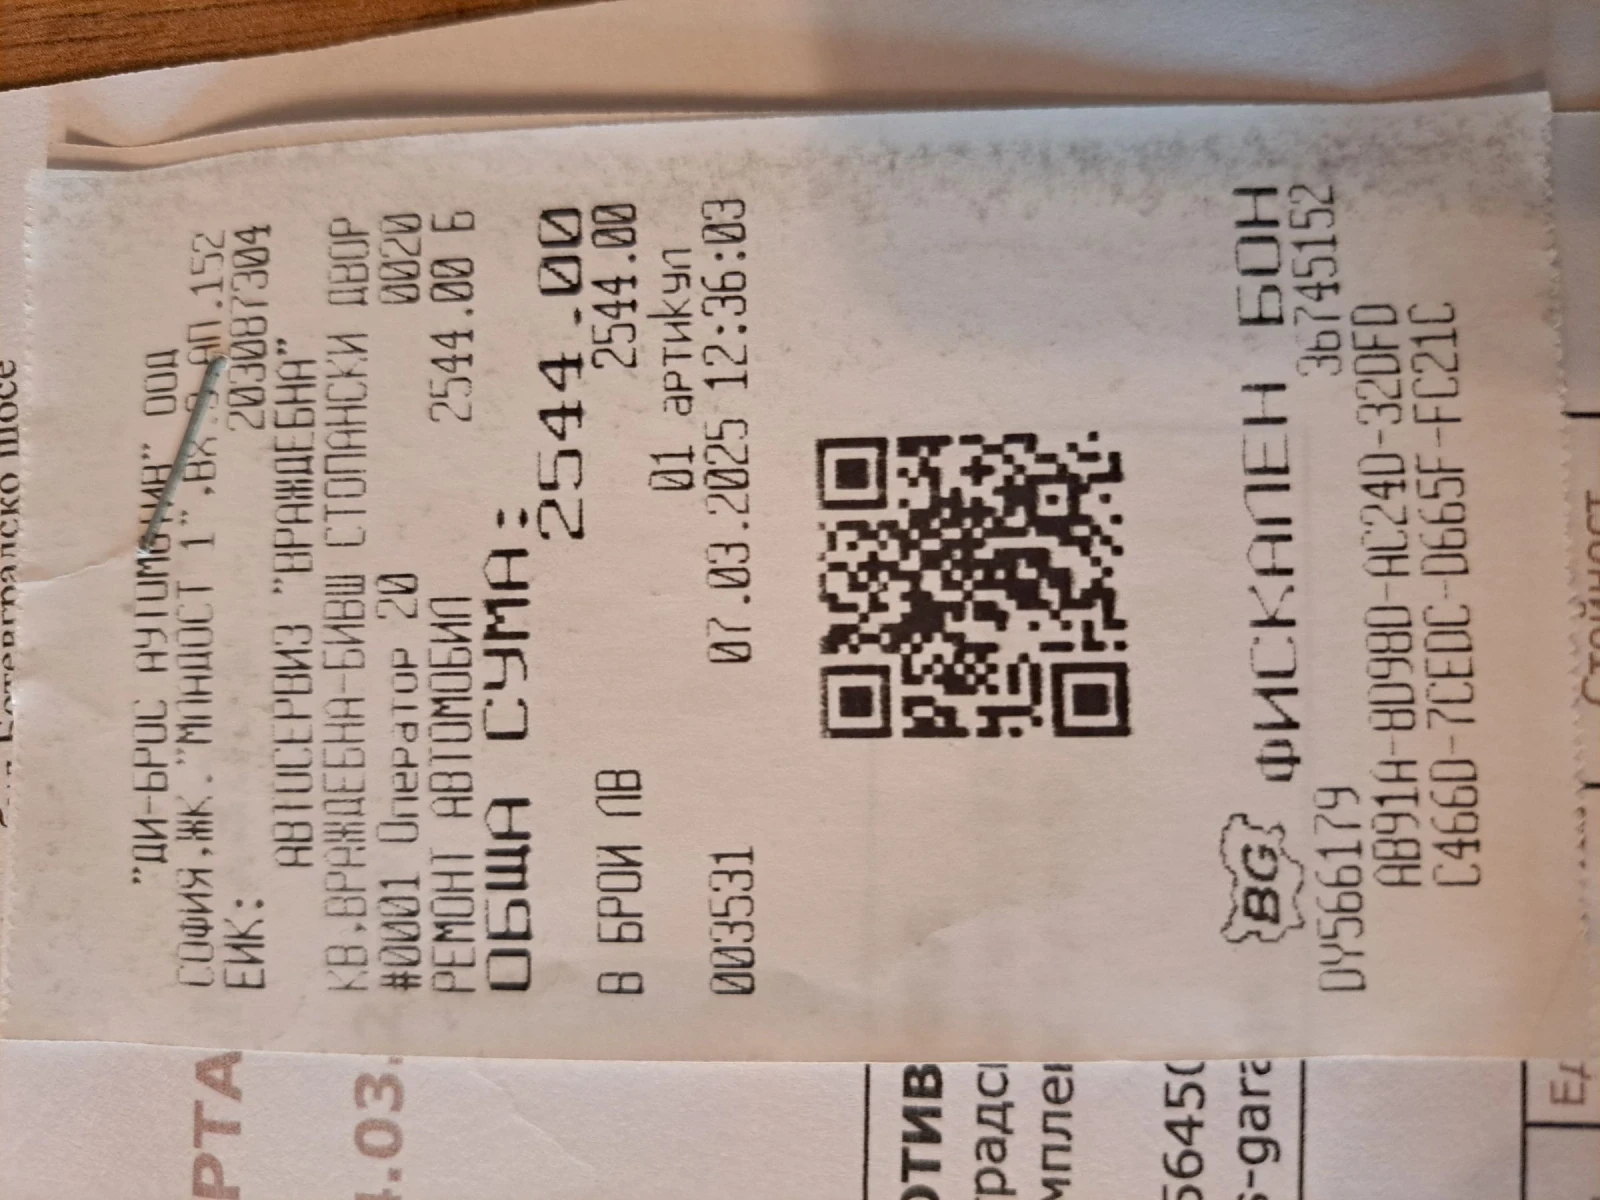 "ДИ-БРОС АУТОМОТИВ" ООД
СОФИЯ,ЖК."МЛАДОСТ 1",ВХ.9,АП.152
ЕИК: 203087304
АВТОСЕРВИЗ "ВРАЖДЕБНА"
КВ.ВРАЖДЕБНА-БИВШ СТОПАНСКИ ДВОР
#0001 Оператор 20 0020
РЕМОНТ АВТОМОБИЛ 2544.00 Б
ОБЩА СУМА:
2544.00
В БРОЙ ЛВ 2544.00
01 артикул
003531 07.03.2025 12:36:03
BG ФИСКАЛЕН БОН
DY566179 36745152
AB91A-8D98D-AC24D-32DFD
C466D-7CEDC-D665F-FC21C